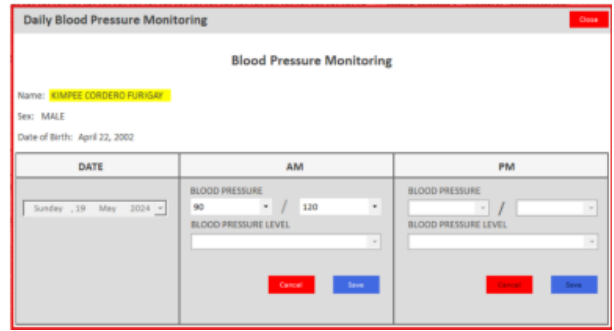 Daily Blood Pressure Monitoring
Close
Blood Pressure Monitoring
Name: KIMPEE CORDERO FURIGAY
Sex: MALE
Date of Birth: April 22, 2002
DATE AM PM
BLOOD PRESSURE BLOOD PRESSURE
Sunday , 19 May 2024 90 / 120 /
BLOOD PRESSURE LEVEL BLOOD PRESSURE LEVEL
Cancel Save Cancel Save